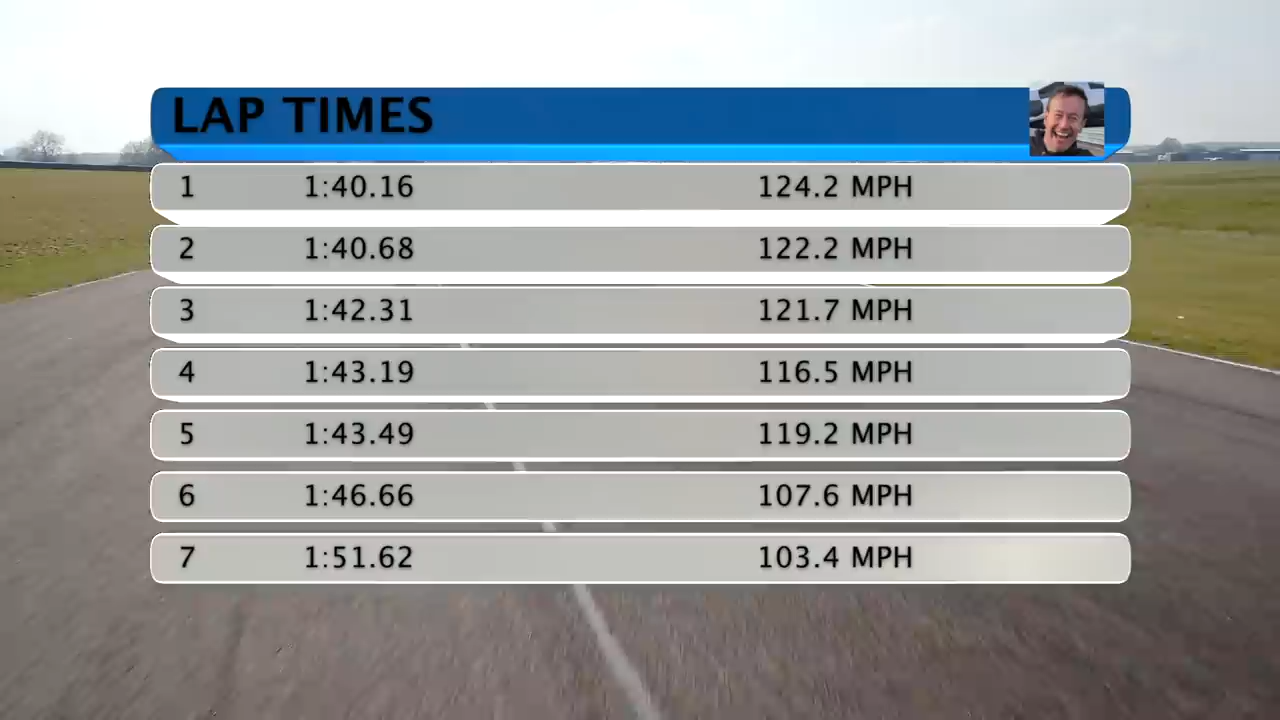 LAP TIMES
1 1:40.16 124.2 MPH
2 1:40.68 122.2 MPH
3 1:42.31 121.7 MPH
4 1:43.19 116.5 MPH
5 1:43.49 119.2 MPH
6 1:46.66 107.6 MPH
7 1:51.62 103.4 MPH